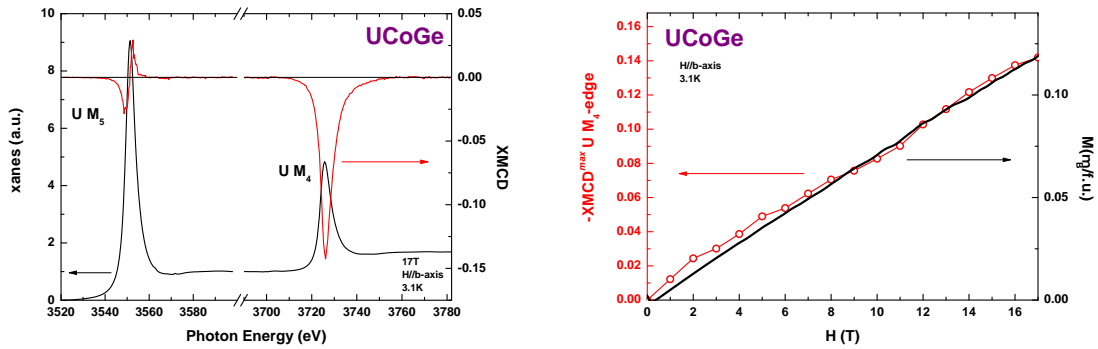 UCoGe
xanes (a.u.)
10
8
6
4
2
0
U M5
U M4
0.05
0.00
-0.05
-0.10
-0.15
XMCD
17T
H//b-axis
3.1K
3520 3540 3560 3580 3700 3720 3740 3760 3780
Photon Energy (eV)
UCoGe
H//b-axis
3.1K
-XMCD^max U M4-edge
0.16
0.14
0.12
0.10
0.08
0.06
0.04
0.02
0.00
0.10
0.05
0.00
0 2 4 6 8 10 12 14 16
H (T)